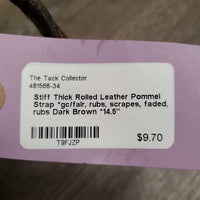 The Tack Collector
481566-34
Stiff Thick Rolled Leather Pommel
Strap *gc/fair, rubs, scrapes, faded,
rubs Dark Brown *14.5"
T9FJZP
$9.70